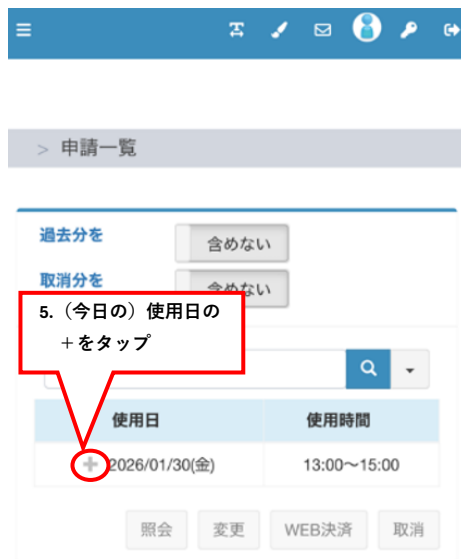 > 申請一覧
過去分を 含めない
取消分を 含めない
5.（今日の）使用日の
＋をタップ
使用日 使用時間
2026/01/30(金) 13:00～15:00
照会 変更 WEB決済 取消